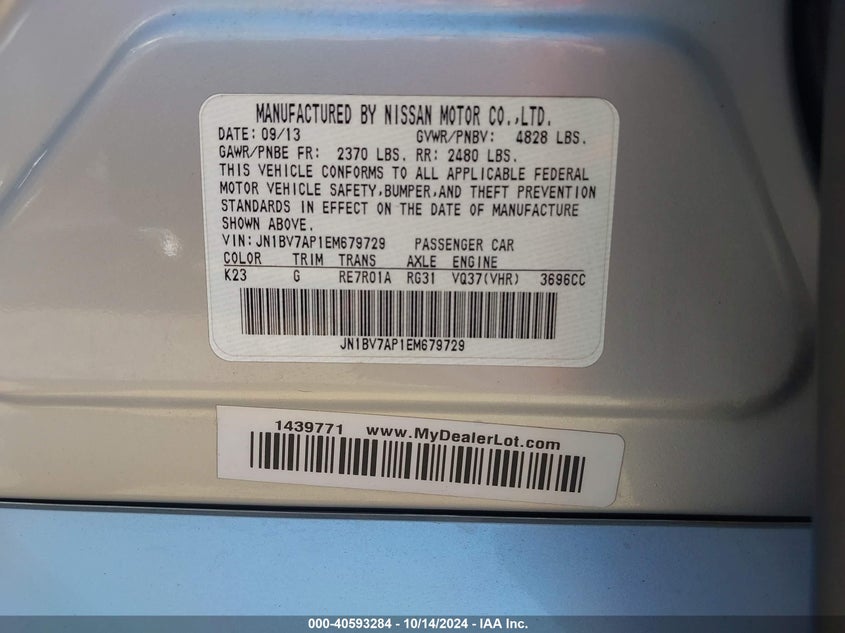 MANUFACTURED BY NISSAN MOTOR CO.,LTD.
DATE: 09/13 GVWR/PNBV: 4828 LBS.
GAWR/PNBE FR: 2370 LBS. RR: 2480 LBS.
THIS VEHICLE CONFORMS TO ALL APPLICABLE FEDERAL
MOTOR VEHICLE SAFETY,BUMPER,AND THEFT PREVENTION
STANDARDS IN EFFECT ON THE DATE OF MANUFACTURE
SHOWN ABOVE.
VIN: JN1BV7AP1EM679729 PASSENGER CAR
COLOR TRIM TRANS AXLE ENGINE
K23 G RE7R01A RG31 VQ37(VHR) 3696CC
JN1BV7AP1EM679729
1439771 www.MyDealerLot.com
000-40593284 - 10/14/2024 - IAA Inc.